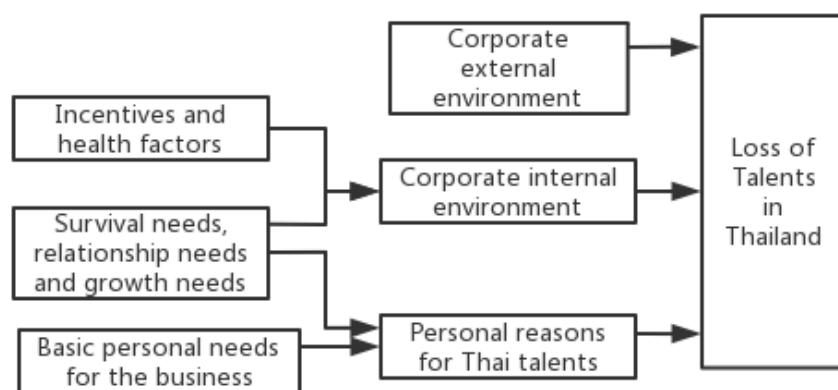 Corporate
external
environment
Incentives and
health factors
Corporate internal
environment
Loss of
Talents
in
Thailand
Survival needs,
relationship needs
and growth needs
Personal reasons
for Thai talents
Basic personal needs
for the business